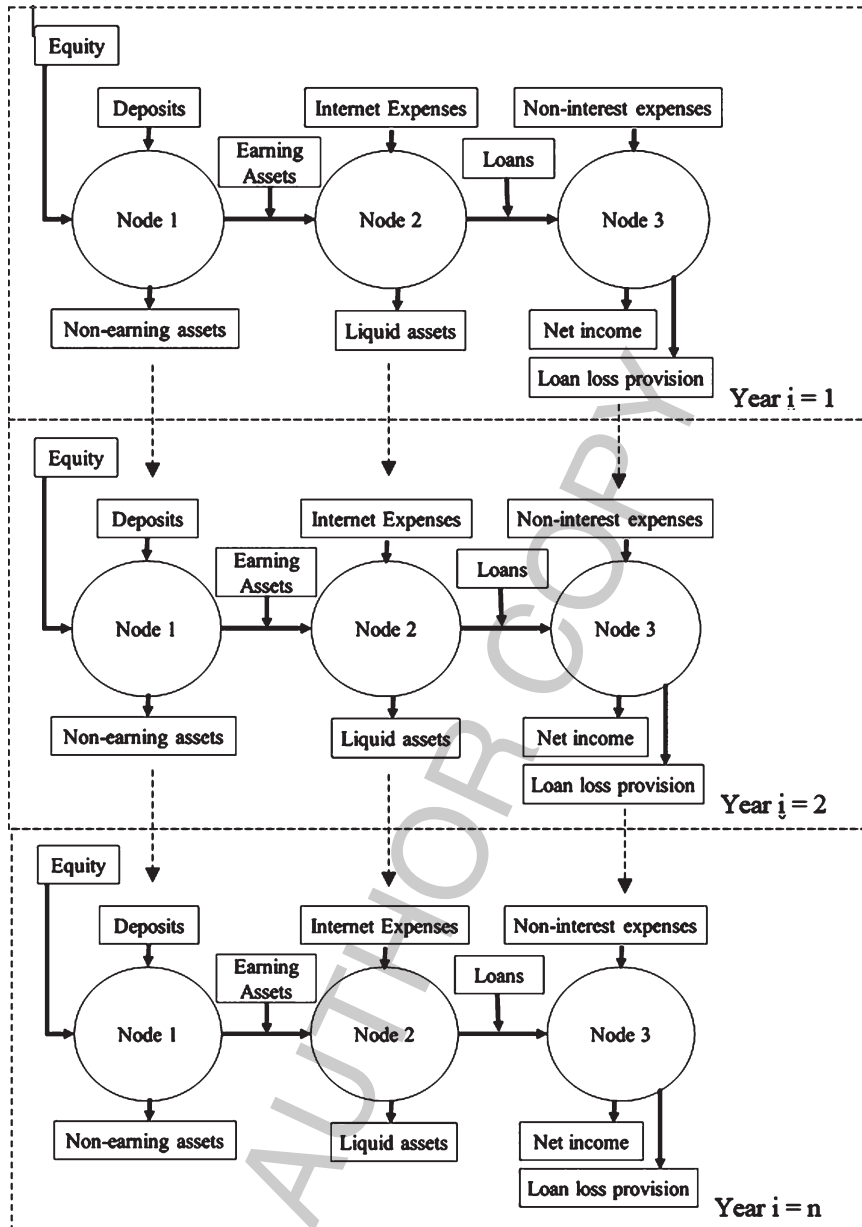 Equity
Deposits
Internet Expenses
Non-interest expenses
Earning
Assets
Loans
Node 1
Node 2
Node 3
Non-earning assets
Liquid assets
Net income
Loan loss provision
Year i = 1
Equity
Deposits
Internet Expenses
Non-interest expenses
Earning
Assets
Loans
Node 1
Node 2
Node 3
Non-earning assets
Liquid assets
Net income
Loan loss provision
Year i = 2
Equity
Deposits
Internet Expenses
Non-interest expenses
Earning
Assets
Loans
Node 1
Node 2
Node 3
Non-earning assets
Liquid assets
Net income
Loan loss provision
Year i = n
AUTHOR COPY